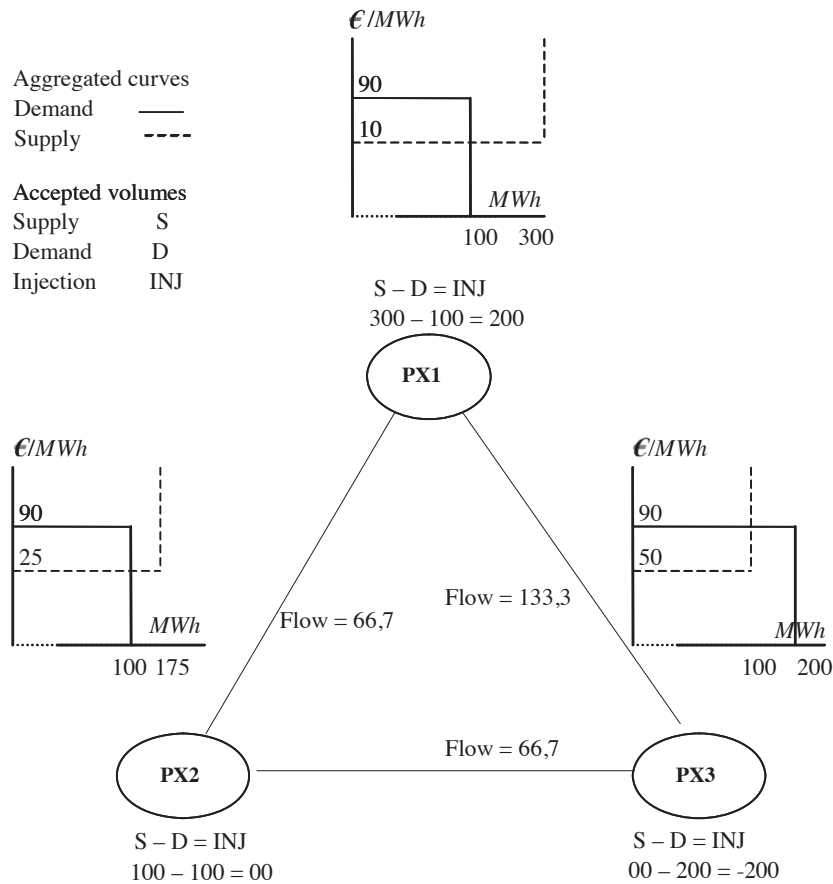 €/MWh
Aggregated curves
Demand
Supply
Accepted volumes
Supply S
Demand D
Injection INJ
90
10
MWh
100 300
S – D = INJ
300 – 100 = 200
PX1
€/MWh
90
25
MWh
100 175
€/MWh
90
50
MWh
100 200
Flow = 66,7
Flow = 133,3
Flow = 66,7
PX2
PX3
S – D = INJ
100 – 100 = 00
S – D = INJ
00 – 200 = -200